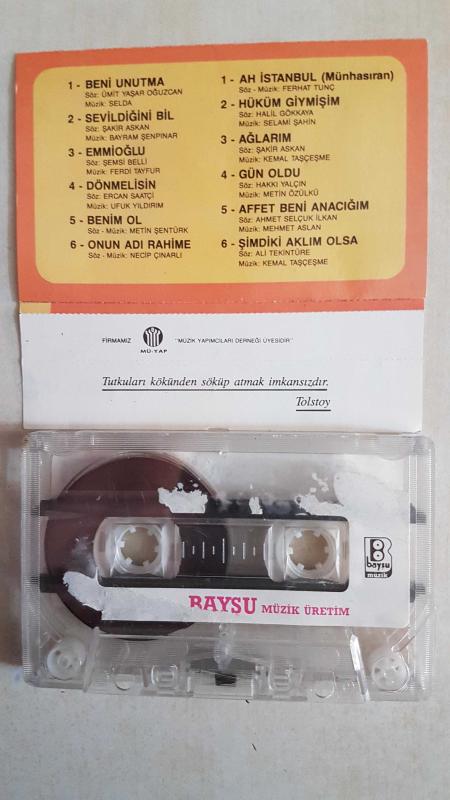 1 - BENİ UNUTMA
Söz: ÜMİT YAŞAR OĞUZCAN
Müzik: SELDA
2 - SEVİLDİĞİNİ BİL
Söz: ŞAKİR ASKAN
Müzik: BAYRAM ŞENPINAR
3 - EMMİOĞLU
Söz: ŞEMSİ BELLİ
Müzik: FERDİ TAYFUR
4 - DÖNMELİSİN
Söz: ERCAN SAATÇİ
Müzik: UFUK YILDIRIM
5 - BENİM OL
Söz - Müzik: METİN ŞENTÜRK
6 - ONUN ADI RAHİME
Söz - Müzik: NECİP ÇINARLI
1 - AH İSTANBUL (Münhasıran)
Söz - Müzik: FERHAT TUNÇ
2 - HÜKÜM GİYMİŞİM
Söz: HALİL GÖKKAYA
Müzik: SELAMİ ŞAHİN
3 - AĞLARIM
Söz: ŞAKİR ASKAN
Müzik: KEMAL TAŞÇEŞME
4 - GÜN OLDU
Söz: HAKKI YALÇIN
Müzik: METİN ÖZÜLKÜ
5 - AFFET BENİ ANACIĞIM
Söz: AHMET SELÇUK İLKAN
Müzik: MEHMET ASLAN
6 - ŞİMDİKİ AKLIM OLSA
Söz: ALİ TEKİNTÜRE
Müzik: KEMAL TAŞÇEŞME
FİRMAMIZ
MÜ-YAP
"MÜZİK YAPIMCILARI DERNEĞİ ÜYESİDİR"
Tutkuları kökünden söküp atmak imkansızdır.
Tolstoy
B
baysu
müzik
BAYSU MÜZİK ÜRETİM